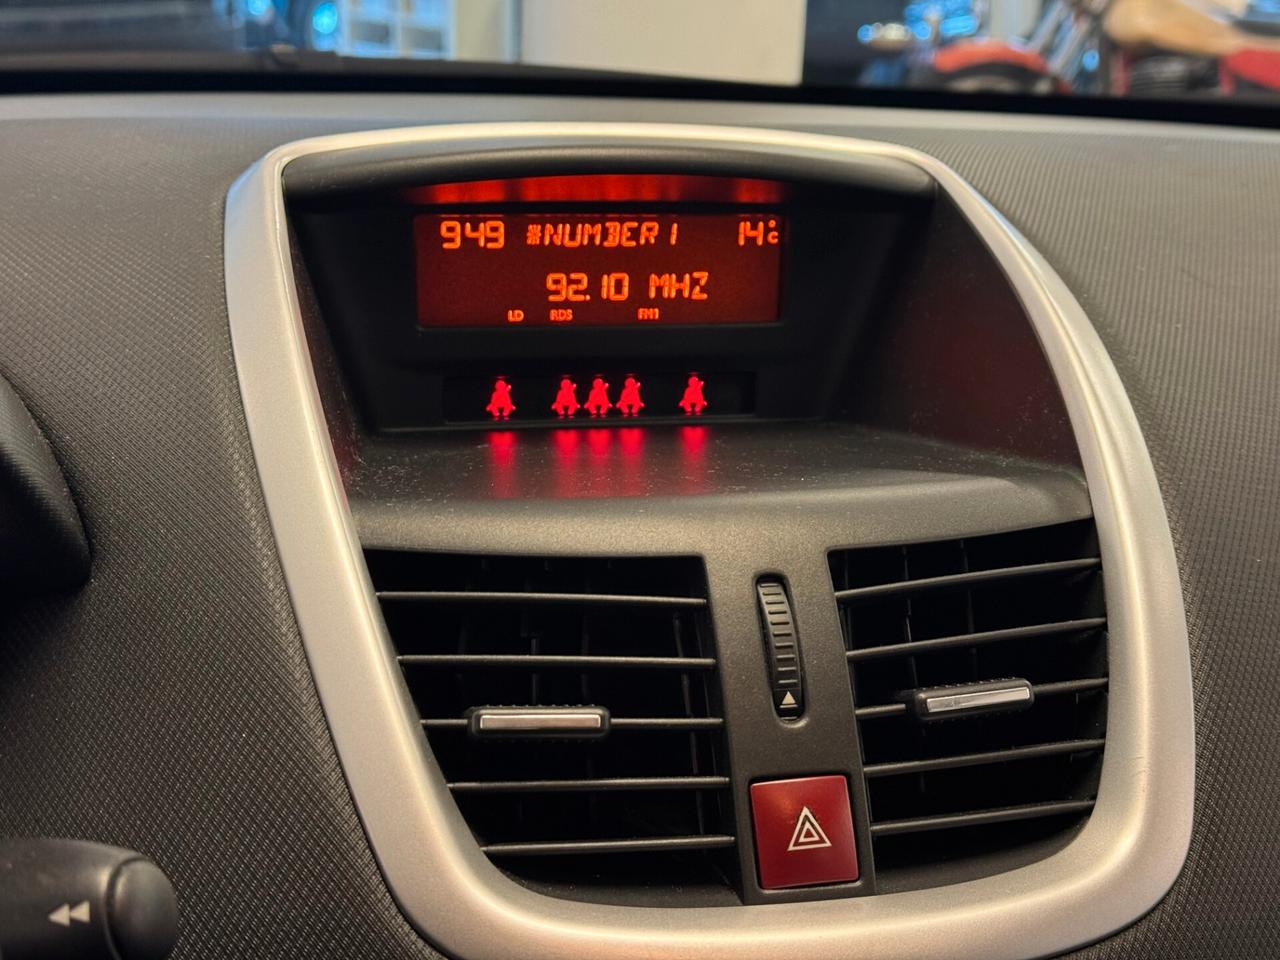 949 #NUMBER1 14°C
92.10 MHZ
LD RDS FM1